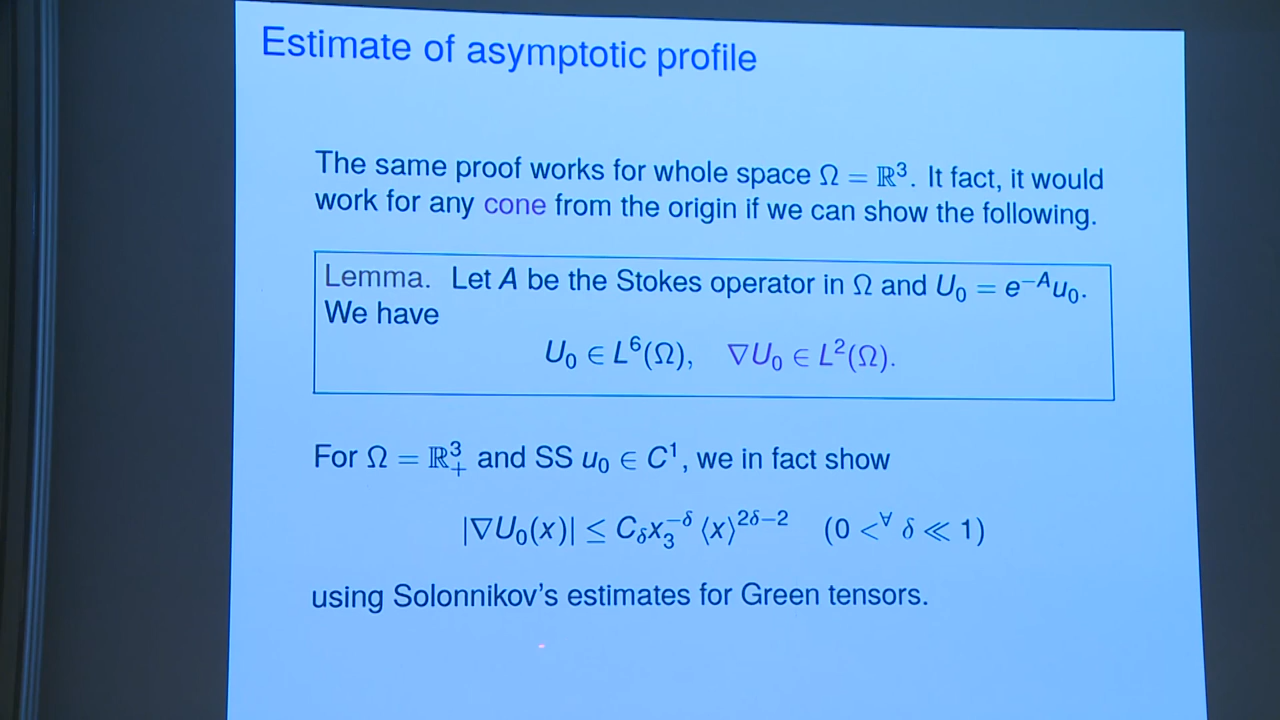 Estimate of asymptotic profile
The same proof works for whole space Ω = ℝ³. It fact, it would
work for any cone from the origin if we can show the following.
Lemma. Let A be the Stokes operator in Ω and U₀ = e⁻ᴬu₀.
We have
U₀ ∈ L⁶(Ω), ∇U₀ ∈ L²(Ω).
For Ω = ℝ³₊ and SS u₀ ∈ C¹, we in fact show
|∇U₀(x)| ≤ C_δ x₃^{−δ} ⟨x⟩^{2δ−2} (0 <^∀ δ ≪ 1)
using Solonnikov's estimates for Green tensors.